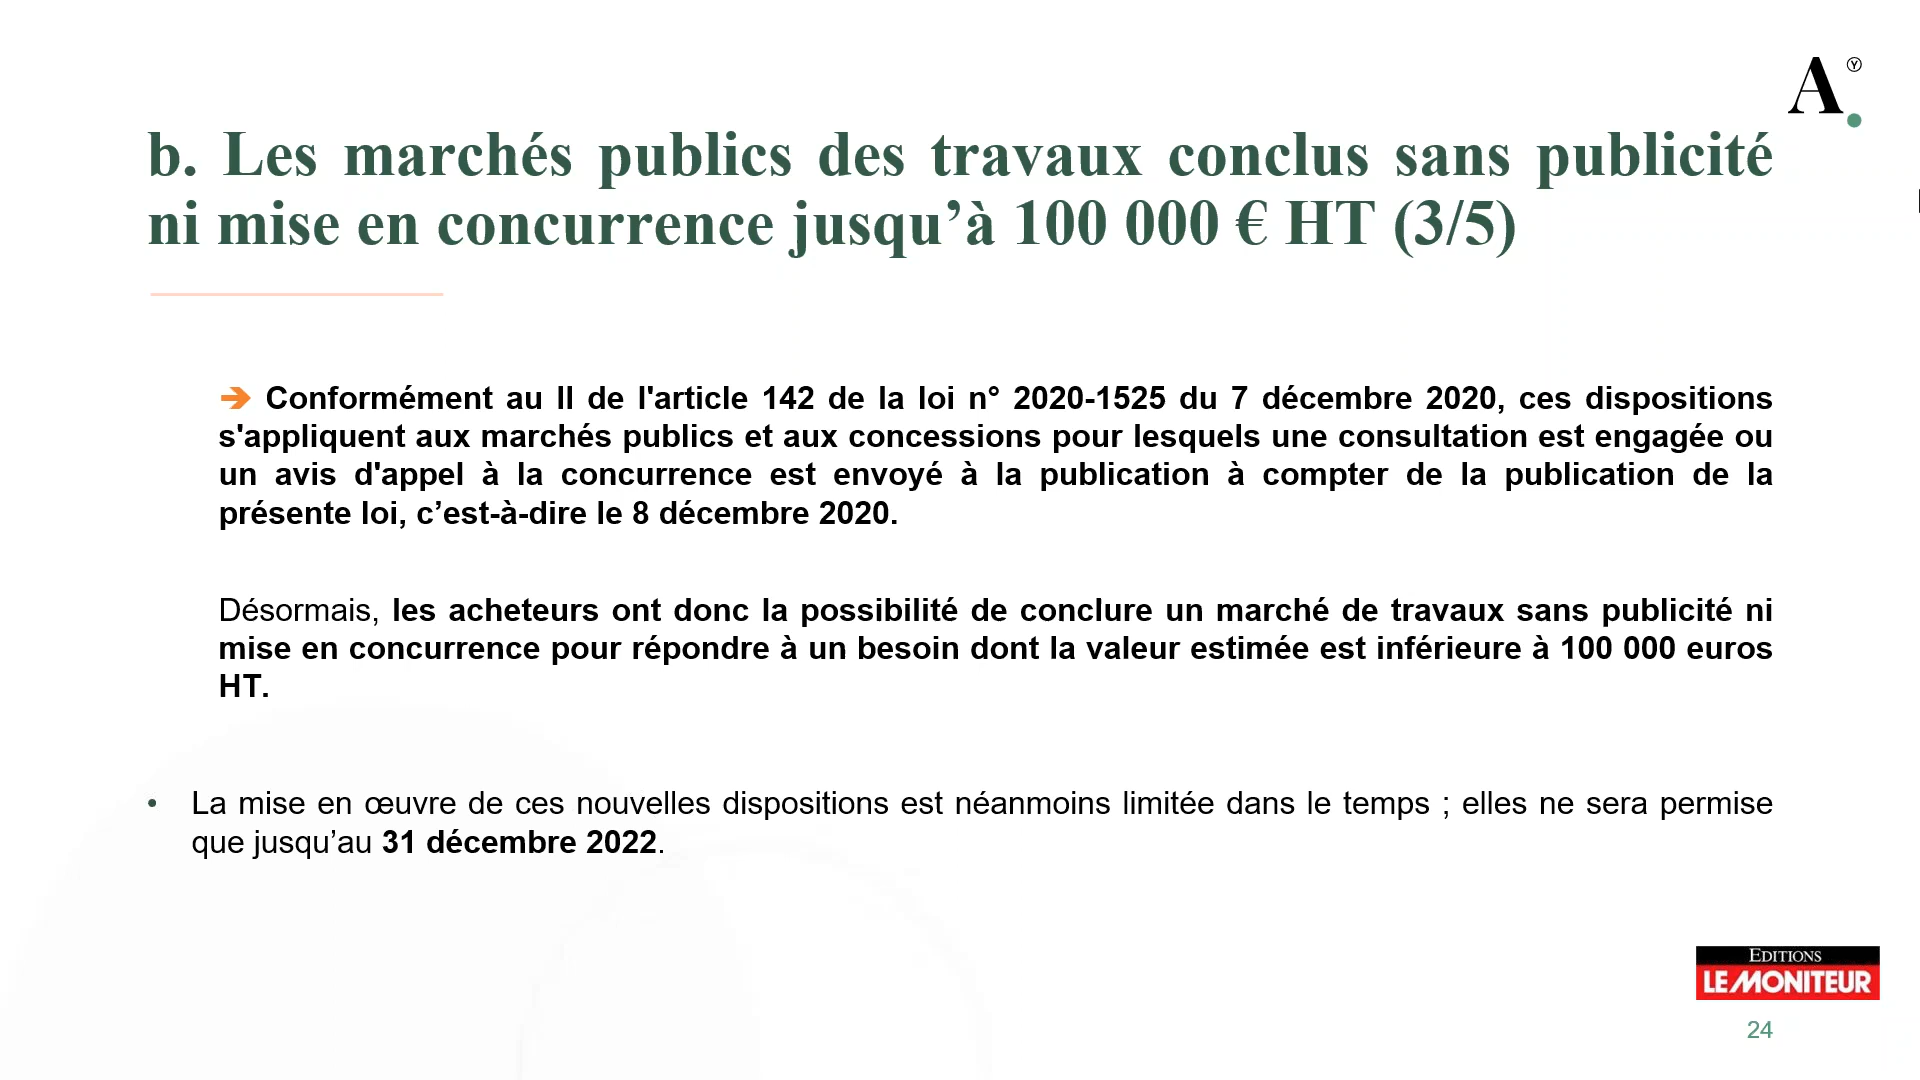 A
b. Les marchés publics des travaux conclus sans publicité
ni mise en concurrence jusqu’à 100 000 € HT (3/5)
➔ Conformément au II de l'article 142 de la loi n° 2020-1525 du 7 décembre 2020, ces dispositions
s'appliquent aux marchés publics et aux concessions pour lesquels une consultation est engagée ou
un avis d'appel à la concurrence est envoyé à la publication à compter de la publication de la
présente loi, c’est-à-dire le 8 décembre 2020.
Désormais, les acheteurs ont donc la possibilité de conclure un marché de travaux sans publicité ni
mise en concurrence pour répondre à un besoin dont la valeur estimée est inférieure à 100 000 euros
HT.
• La mise en œuvre de ces nouvelles dispositions est néanmoins limitée dans le temps ; elles ne sera permise
que jusqu’au 31 décembre 2022.
EDITIONS
LE MONITEUR
24